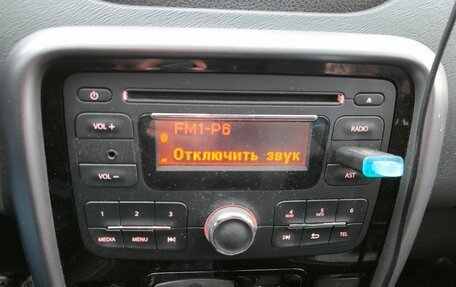 FM1-P6
Отключить звук
VOL +
RADIO
VOL −
AST
1 2 3
4 5 6
MEDIA MENU
TEL